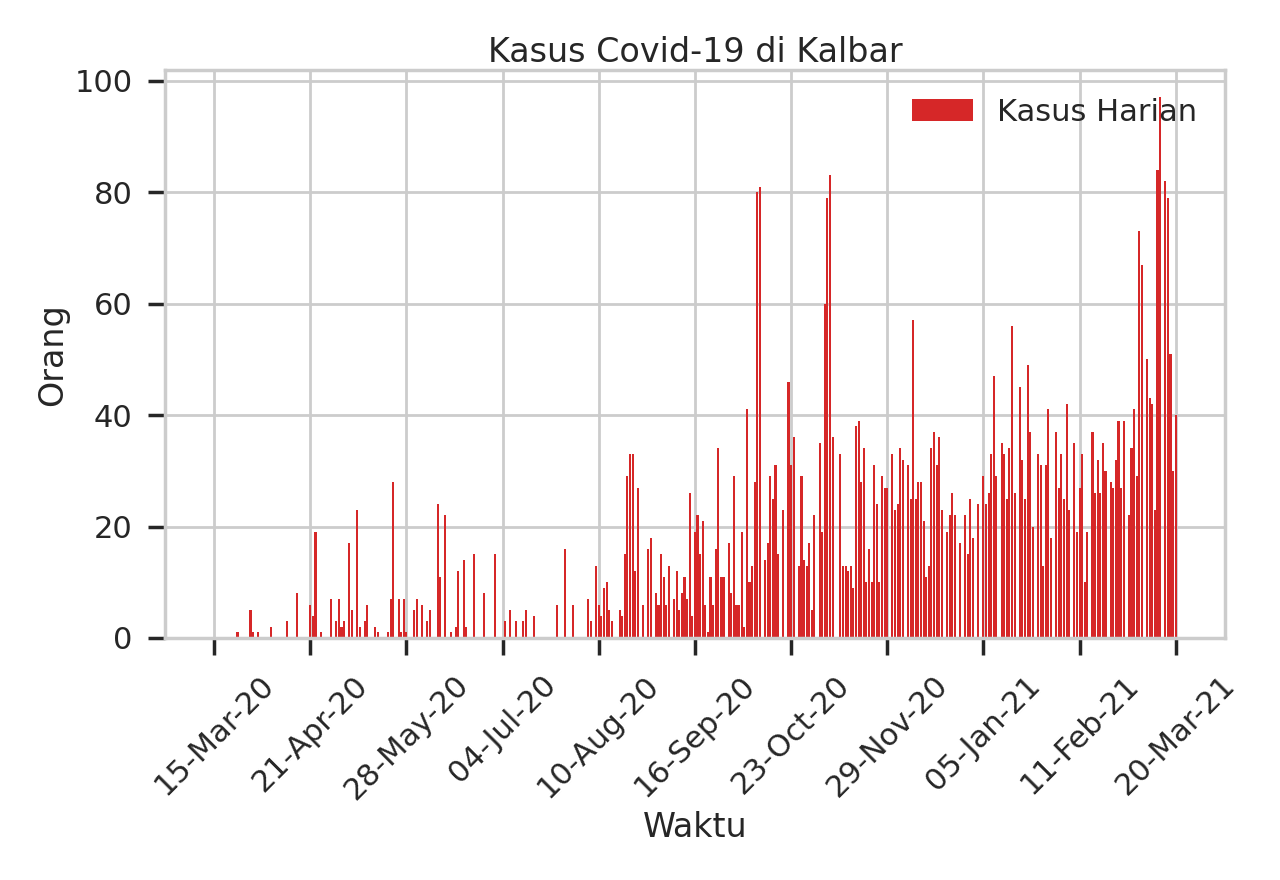 Kasus Covid-19 di Kalbar
Kasus Harian
100
80
60
40
20
0
Orang
15-Mar-20
21-Apr-20
28-May-20
04-Jul-20
10-Aug-20
16-Sep-20
23-Oct-20
29-Nov-20
05-Jan-21
11-Feb-21
20-Mar-21
Waktu